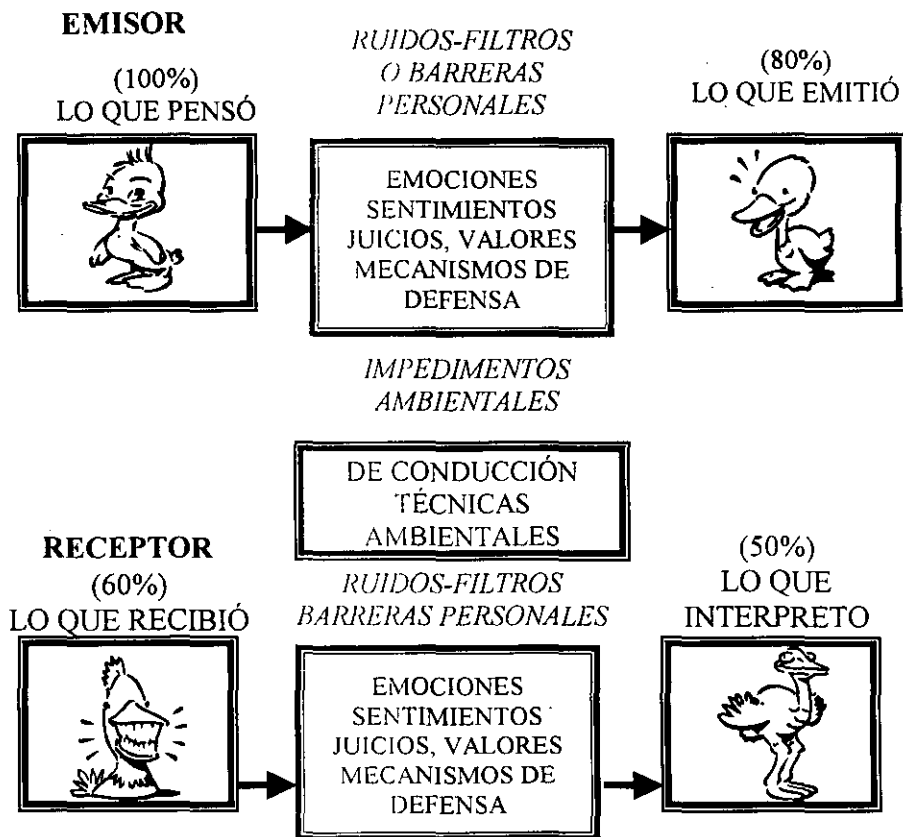 EMISOR
(100%)
LO QUE PENSÓ
RUIDOS-FILTROS
O BARRERAS
PERSONALES
(80%)
LO QUE EMITIÓ
EMOCIONES
SENTIMIENTOS
JUICIOS, VALORES
MECANISMOS DE
DEFENSA
IMPEDIMENTOS
AMBIENTALES
DE CONDUCCIÓN
TÉCNICAS
AMBIENTALES
RECEPTOR
(60%)
LO QUE RECIBIÓ
RUIDOS-FILTROS
BARRERAS PERSONALES
(50%)
LO QUE
INTERPRETO
EMOCIONES
SENTIMIENTOS
JUICIOS, VALORES
MECANISMOS DE
DEFENSA